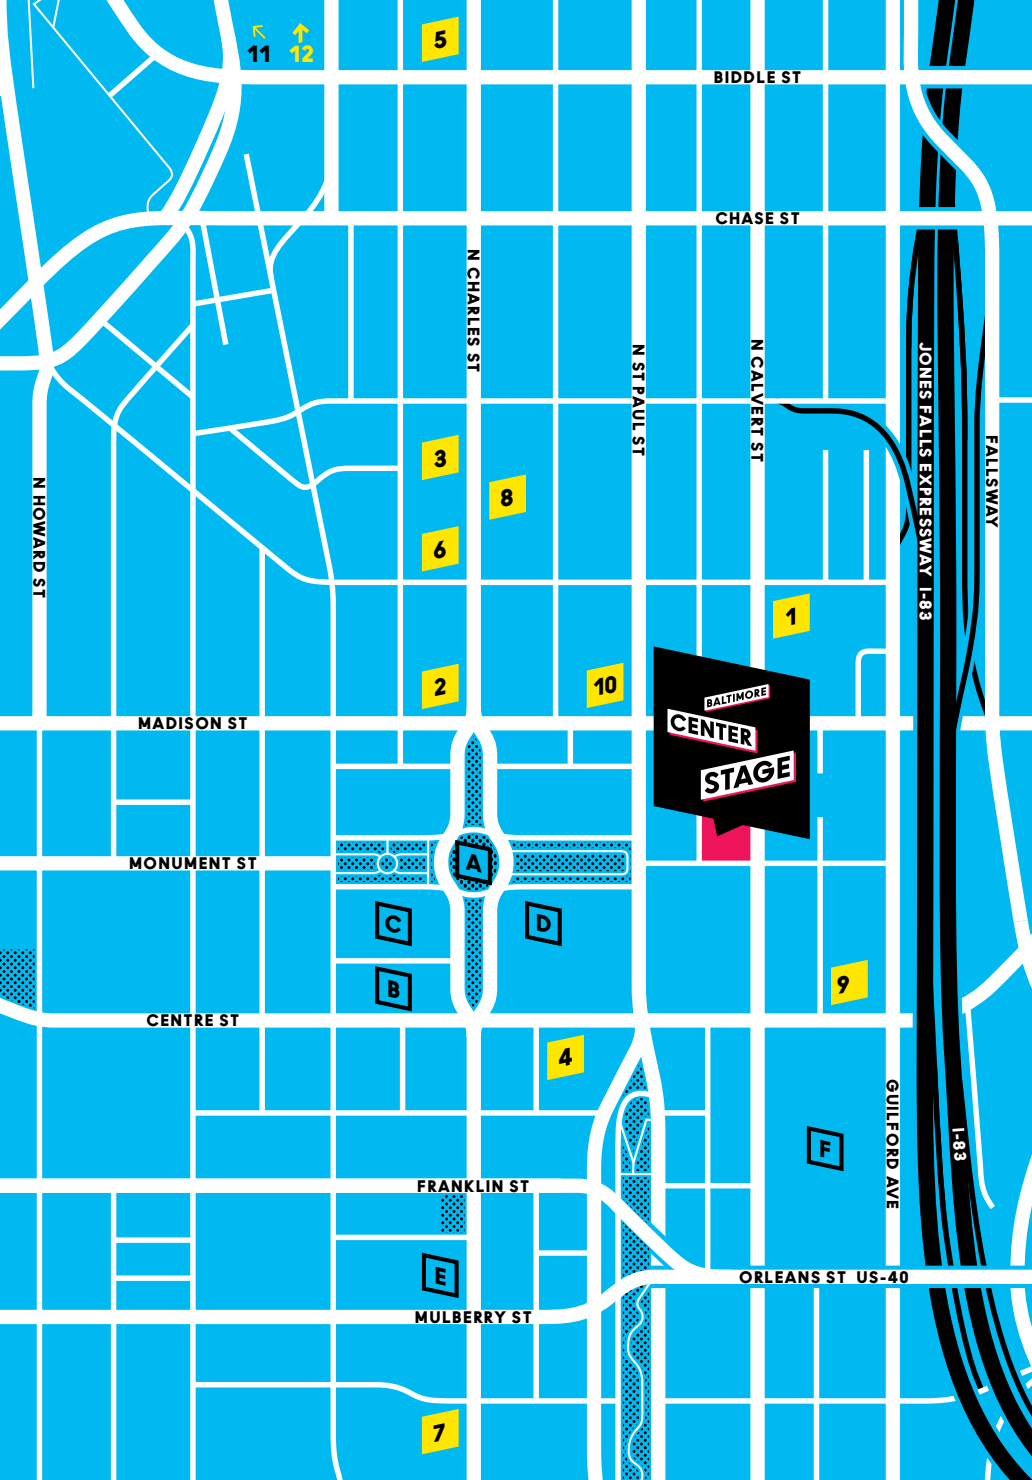 11
12
5
BIDDLE ST
CHASE ST
N CHARLES ST
N ST PAUL ST
N CALVERT ST
JONES FALLS EXPRESSWAY I-83
FALLSWAY
N HOWARD ST
3
8
6
1
2
10
BALTIMORE
CENTER
STAGE
MADISON ST
MONUMENT ST
A
C
D
B
9
CENTRE ST
4
GUILFORD AVE
I-83
F
FRANKLIN ST
E
ORLEANS ST US-40
MULBERRY ST
7